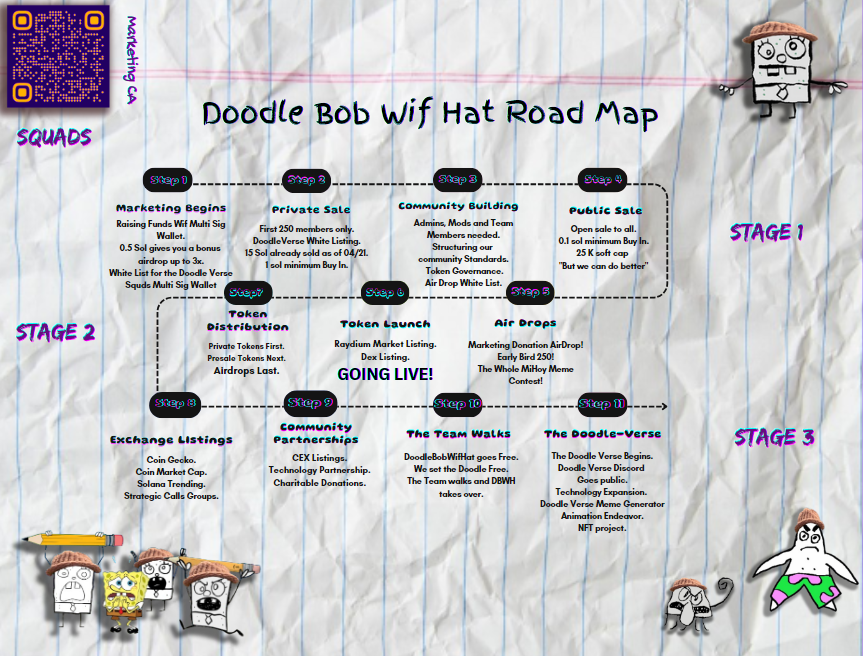 Marketing CA
SQUADS
Doodle Bob Wif Hat Road Map
Step 1
Marketing Begins
Raising Funds Wif Multi Sig
Wallet.
0.5 Sol gives you a bonus
airdrop up to 3x.
White List for the Doodle Verse
Squds Multi Sig Wallet
Step 2
Private Sale
First 250 members only.
DoodleVerse White Listing.
15 Sol already sold as of 04/21.
1 sol minimum Buy In.
Step 3
Community Building
Admins, Mods and Team
Members needed.
Structuring our
community Standards.
Token Governance.
Air Drop White List.
Step 4
Public Sale
Open sale to all.
0.1 sol minimum Buy In.
25 K soft cap
"But we can do better"
STAGE 1
STAGE 2
Step7
Token
Distribution
Private Tokens First.
Presale Tokens Next.
Airdrops Last.
Step 6
Token Launch
Raydium Market Listing.
Dex Listing.
GOING LIVE!
Step 5
Air Drops
Marketing Donation AirDrop!
Early Bird 250!
The Whole MiHoy Meme
Contest!
Step 8
Exchange Listings
Coin Gecko.
Coin Market Cap.
Solana Trending.
Strategic Calls Groups.
Step 9
Community
Partnerships
CEX Listings.
Technology Partnership.
Charitable Donations.
Step 10
The Team Walks
DoodleBobWifHat goes Free.
We set the Doodle Free.
The Team walks and DBWH
takes over.
Step 11
The Doodle-Verse
The Doodle Verse Begins.
Doodle Verse Discord
Goes public.
Technology Expansion.
Doodle Verse Meme Generator
Animation Endeavor.
NFT project.
STAGE 3